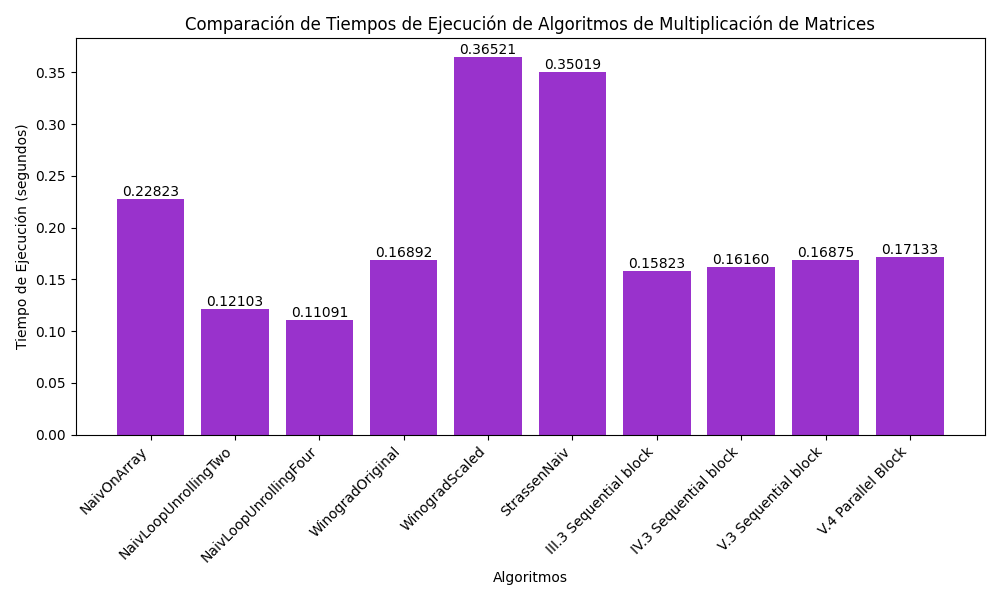 Comparación de Tiempos de Ejecución de Algoritmos de Multiplicación de Matrices
Tiempo de Ejecución (segundos)
0.35
0.30
0.25
0.20
0.15
0.10
0.05
0.00
0.22823
0.12103
0.11091
0.16892
0.36521
0.35019
0.15823
0.16160
0.16875
0.17133
NaivOnArray
NaivLoopUnrollingTwo
NaivLoopUnrollingFour
WinogradOriginal
WinogradScaled
StrassenNaiv
III.3 Sequential block
IV.3 Sequential block
V.3 Sequential block
V.4 Parallel Block
Algoritmos